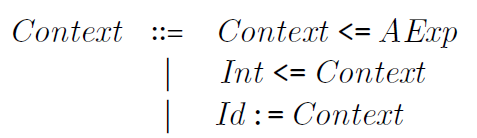 Context ::= Context <= AExp
| Int <= Context
| Id := Context